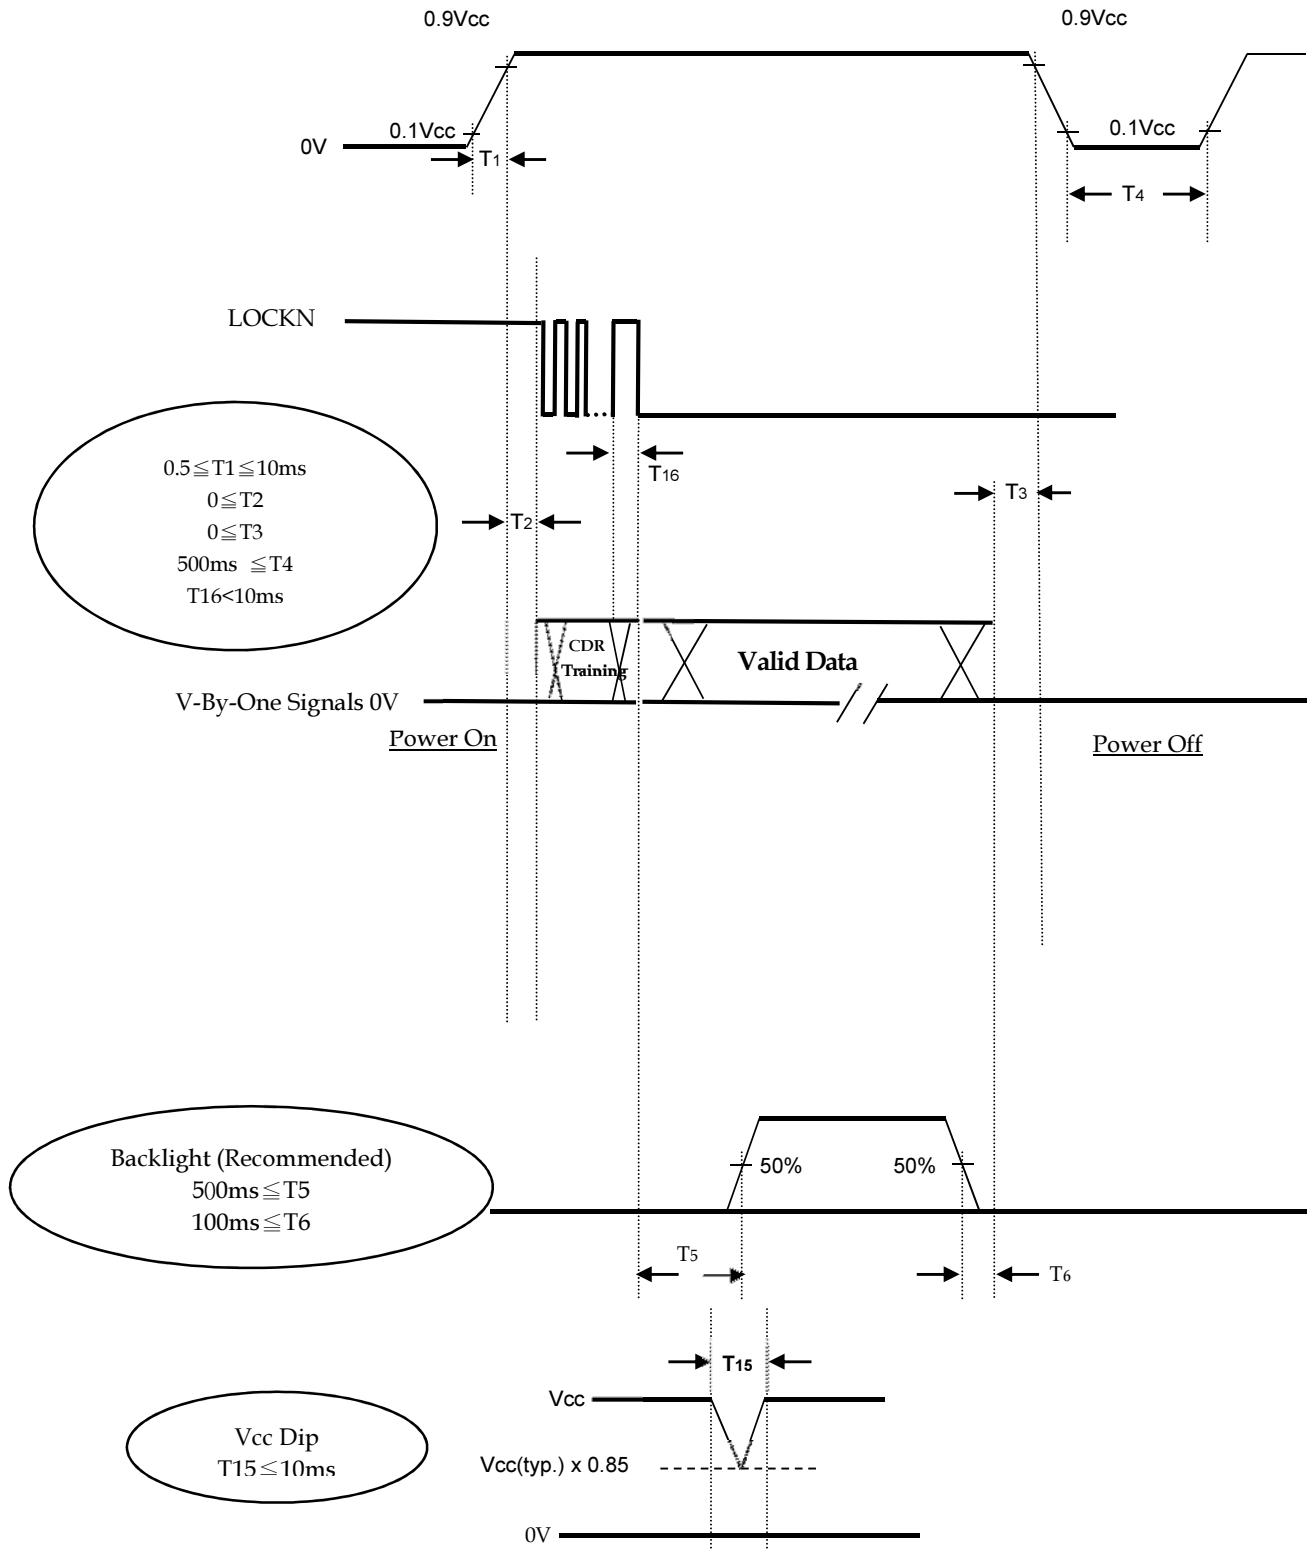 0.9Vcc
0.9Vcc
0.1Vcc
0.1Vcc
0V
T1
T4
LOCKN
0.5≦T1≦10ms
0≦T2
0≦T3
500ms ≦T4
T16<10ms
T16
T3
T2
CDR
Training
Valid Data
V-By-One Signals 0V
Power On
Power Off
Backlight (Recommended)
500ms≦T5
100ms≦T6
50%
50%
T5
T6
T15
Vcc
Vcc Dip
T15≦10ms
Vcc(typ.) x 0.85
0V